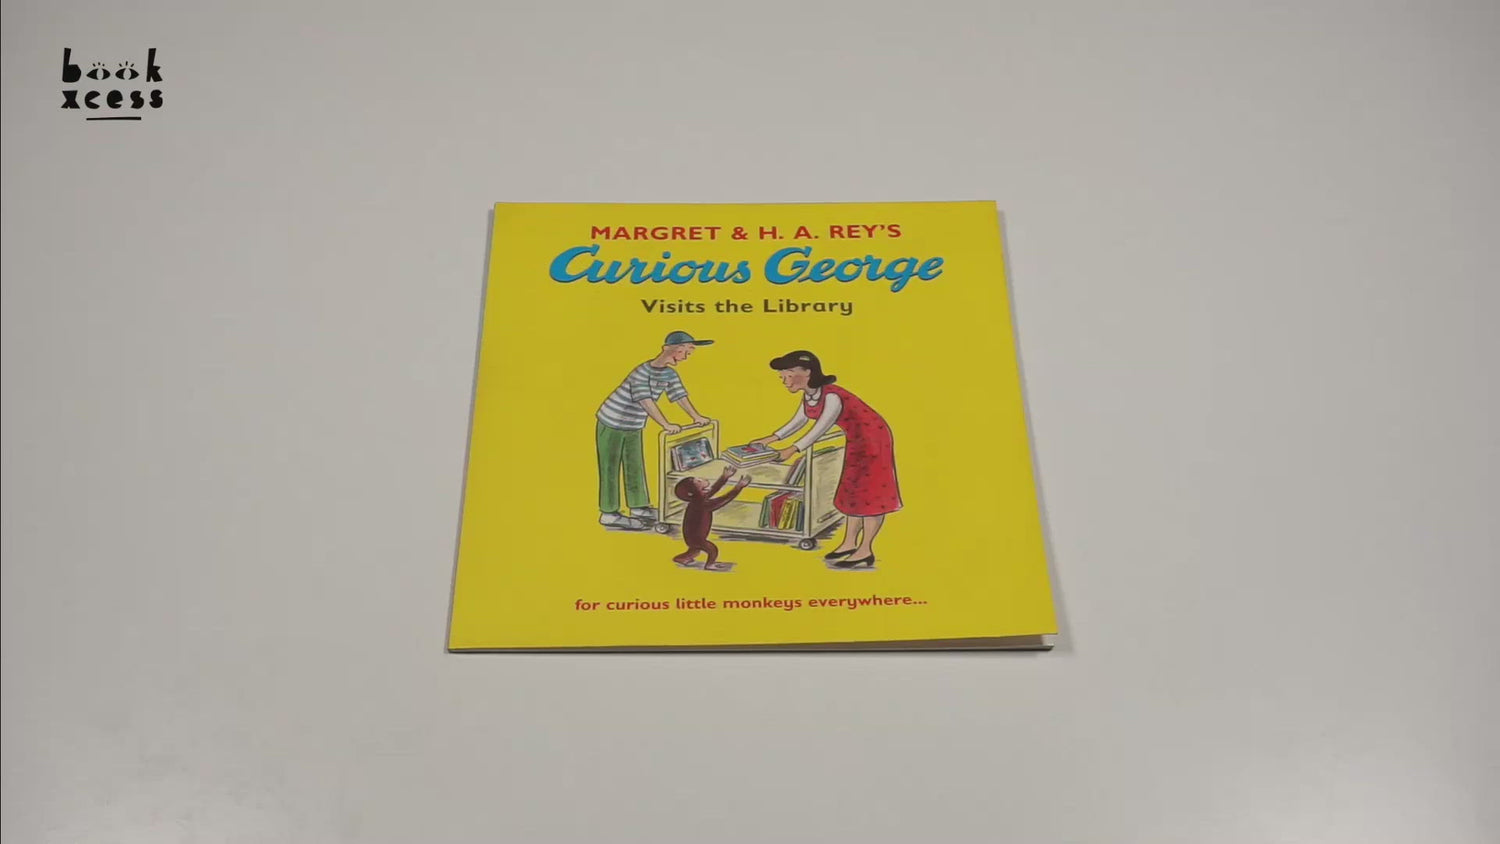 book
xcess
MARGRET & H. A. REY'S
Curious George
Visits the Library
for curious little monkeys everywhere...